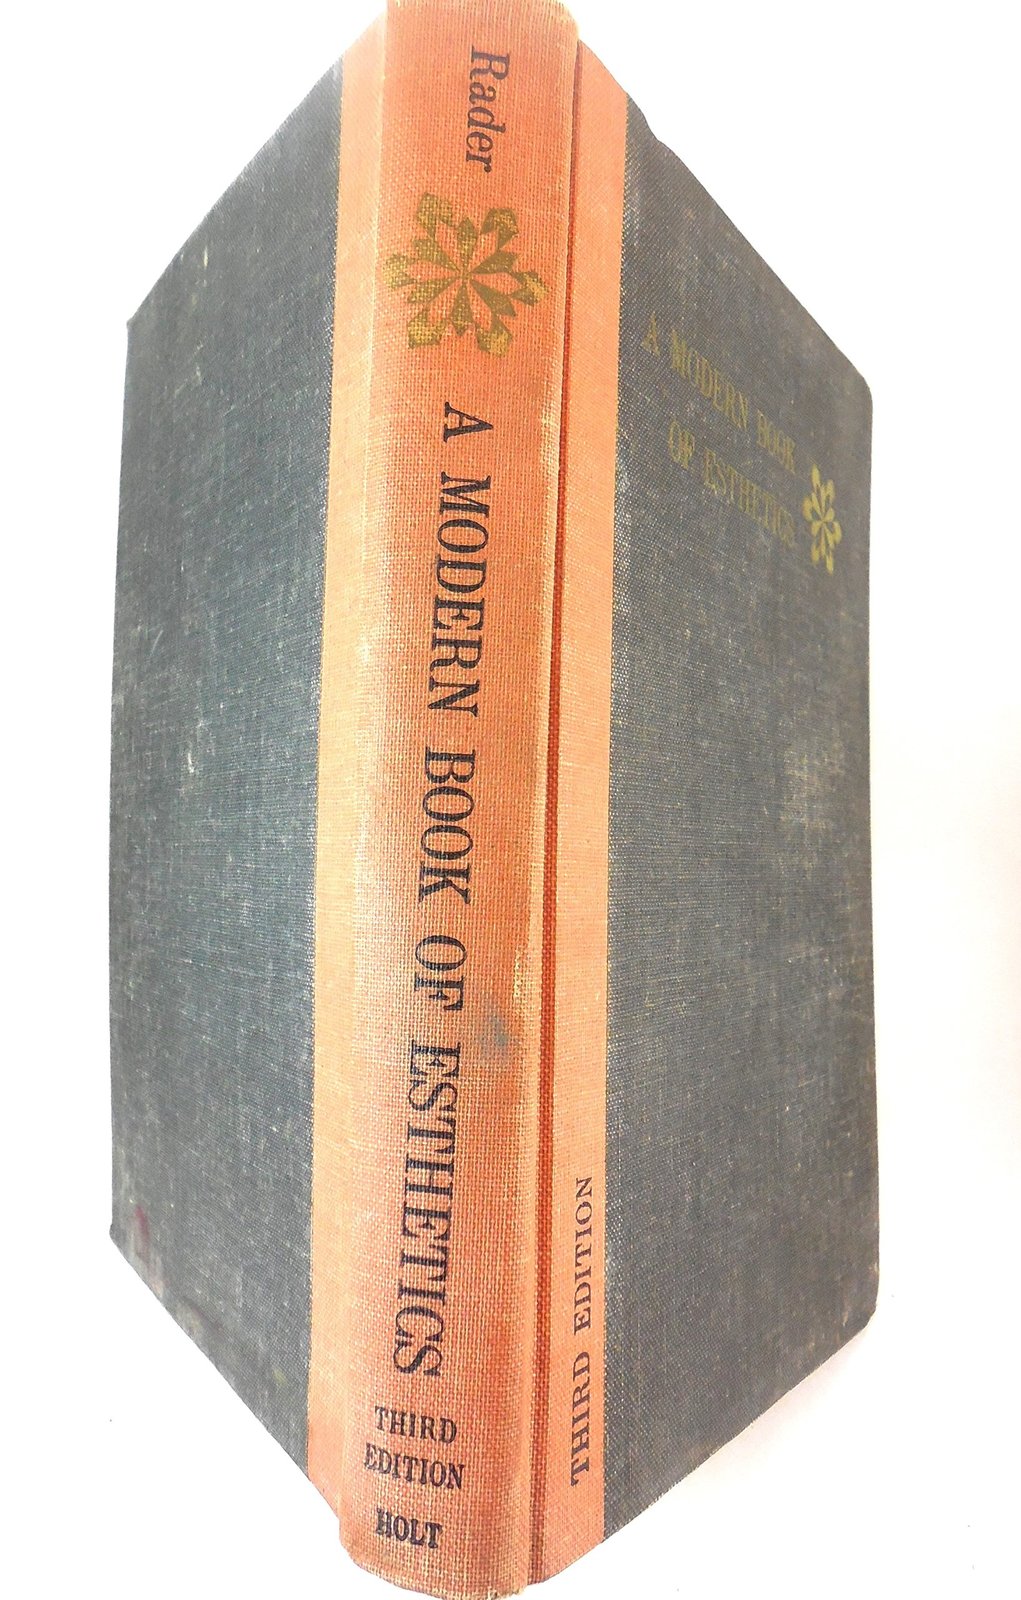 Rader
A MODERN BOOK OF ESTHETICS
THIRD
EDITION
HOLT
THIRD EDITION
A MODERN BOOK
OF ESTHETICS